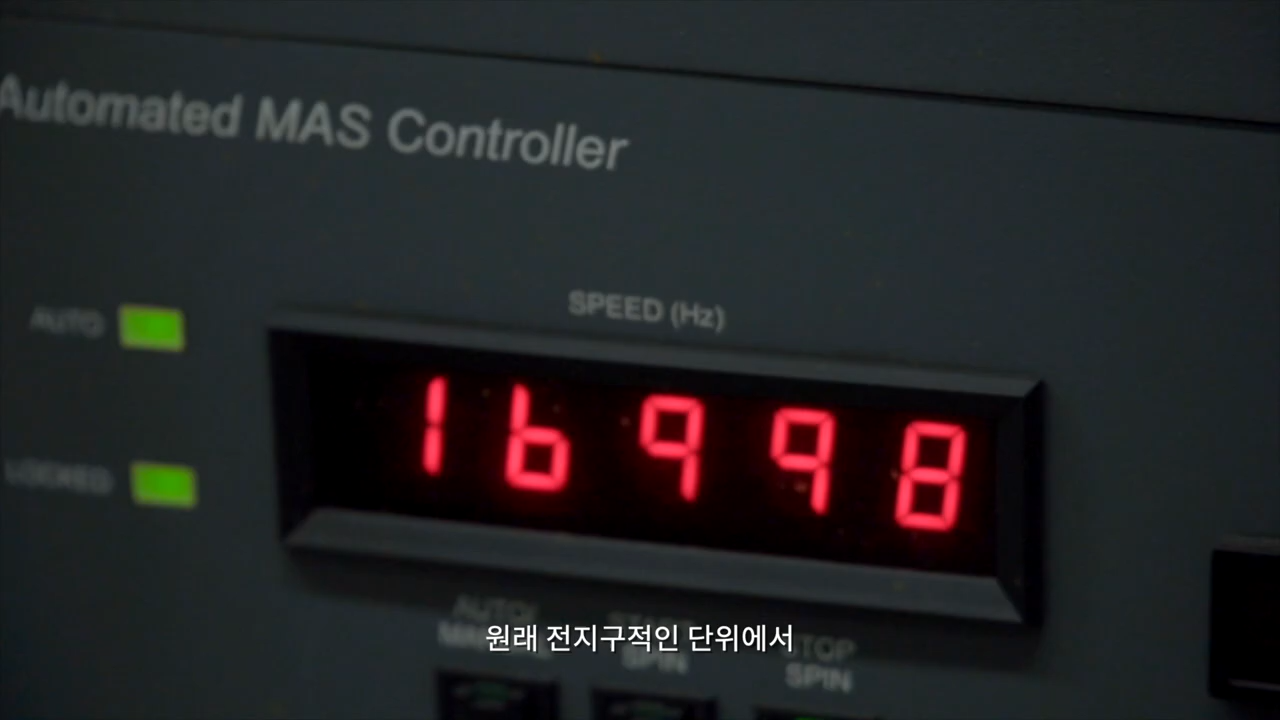 Automated MAS Controller
SPEED (Hz)
AUTO
16998
LOCKED
AUTO/
원래 전지구적인 단위에서
STOP
SPIN
SPIN